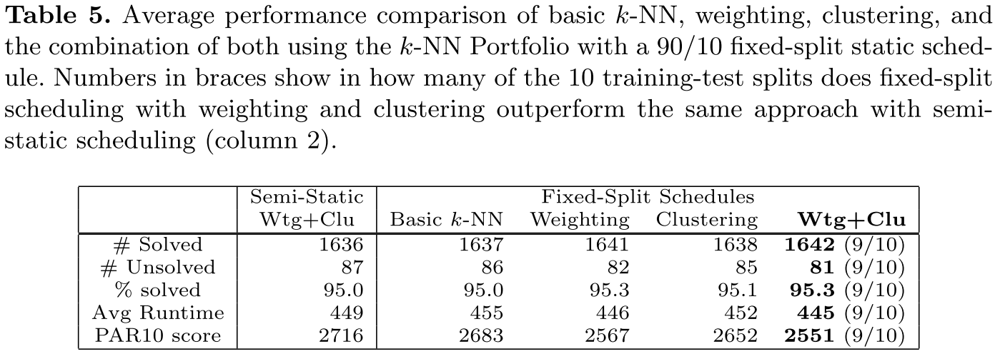 Table 5. Average performance comparison of basic k-NN, weighting, clustering, and
the combination of both using the k-NN Portfolio with a 90/10 fixed-split static sched-
ule. Numbers in braces show in how many of the 10 training-test splits does fixed-split
scheduling with weighting and clustering outperform the same approach with semi-
static scheduling (column 2).
Semi-Static Fixed-Split Schedules
Wtg+Clu Basic k-NN Weighting Clustering Wtg+Clu
# Solved 1636 1637 1641 1638 1642 (9/10)
# Unsolved 87 86 82 85 81 (9/10)
% solved 95.0 95.0 95.3 95.1 95.3 (9/10)
Avg Runtime 449 455 446 452 445 (9/10)
PAR10 score 2716 2683 2567 2652 2551 (9/10)